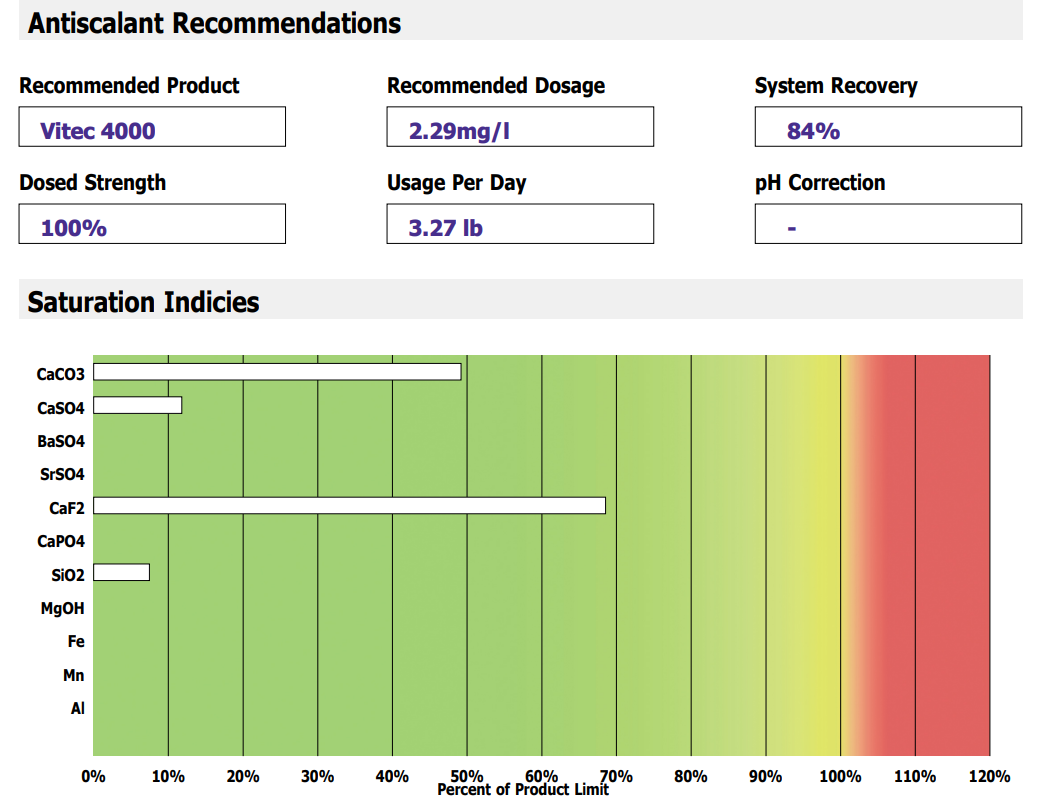 Antiscalant Recommendations
Recommended Product Recommended Dosage System Recovery
Vitec 4000 2.29mg/l 84%
Dosed Strength Usage Per Day pH Correction
100% 3.27 lb -
Saturation Indicies
CaCO3
CaSO4
BaSO4
SrSO4
CaF2
CaPO4
SiO2
MgOH
Fe
Mn
Al
0% 10% 20% 30% 40% 50% 60% 70% 80% 90% 100% 110% 120%
Percent of Product Limit